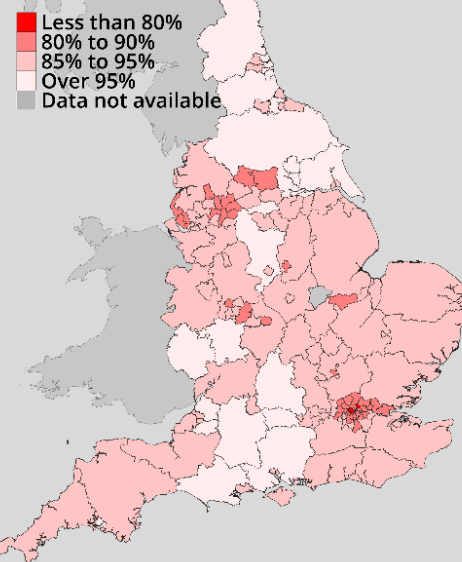 Less than 80%
80% to 90%
85% to 95%
Over 95%
Data not available